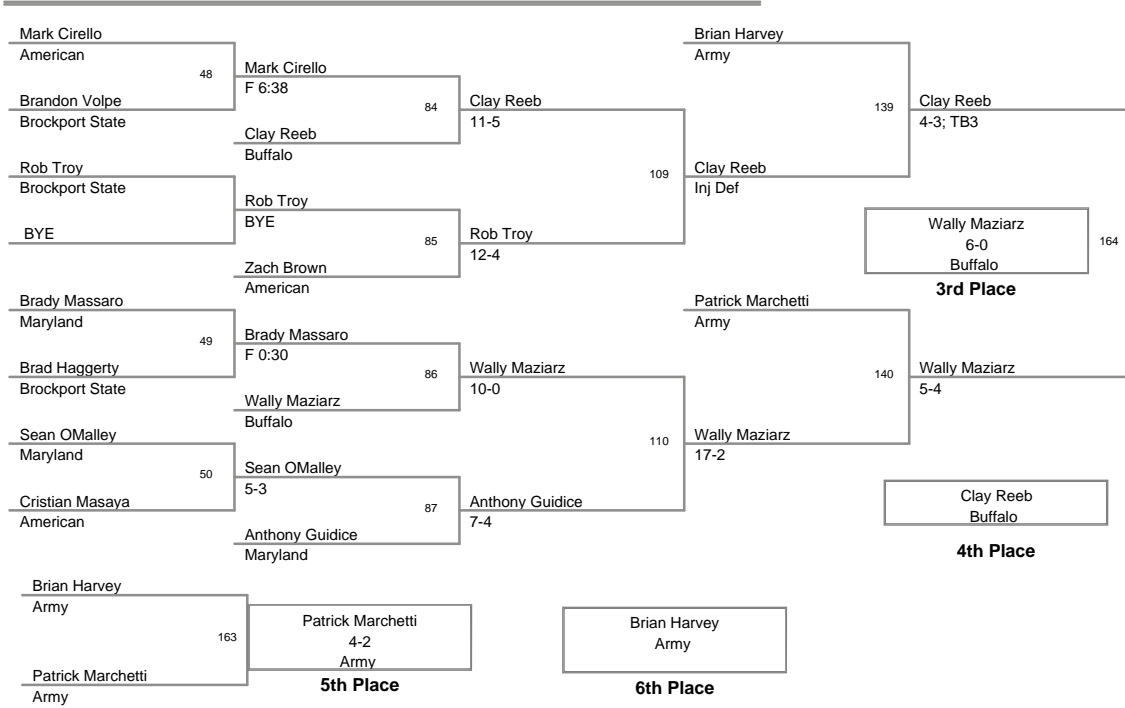 Mark Cirello
American
48
Brandon Volpe
Brockport State
Mark Cirello
F 6:38
84
Clay Reeb
Buffalo
Clay Reeb
11-5
Rob Troy
Brockport State
BYE
Rob Troy
BYE
85
Zach Brown
American
Rob Troy
12-4
109
Clay Reeb
Inj Def
Brian Harvey
Army
139
Clay Reeb
4-3; TB3
Wally Maziarz
6-0
Buffalo
164
3rd Place
Brady Massaro
Maryland
49
Brad Haggerty
Brockport State
Brady Massaro
F 0:30
86
Wally Maziarz
Buffalo
Wally Maziarz
10-0
Sean OMalley
Maryland
50
Cristian Masaya
American
Sean OMalley
5-3
87
Anthony Guidice
Maryland
Anthony Guidice
7-4
110
Wally Maziarz
17-2
Patrick Marchetti
Army
140
Wally Maziarz
5-4
Clay Reeb
Buffalo
4th Place
Brian Harvey
Army
163
Patrick Marchetti
Army
Patrick Marchetti
4-2
Army
5th Place
Brian Harvey
Army
6th Place